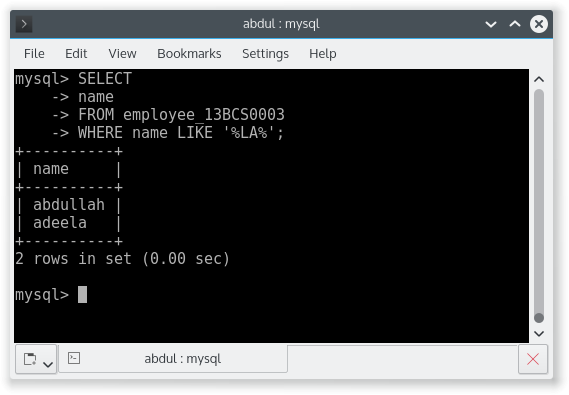 abdul : mysql
File Edit View Bookmarks Settings Help
mysql> SELECT
    -> name
    -> FROM employee_13BCS0003
    -> WHERE name LIKE '%LA%';
+----------+
| name     |
+----------+
| abdullah |
| adeela   |
+----------+
2 rows in set (0.00 sec)

mysql>
abdul : mysql